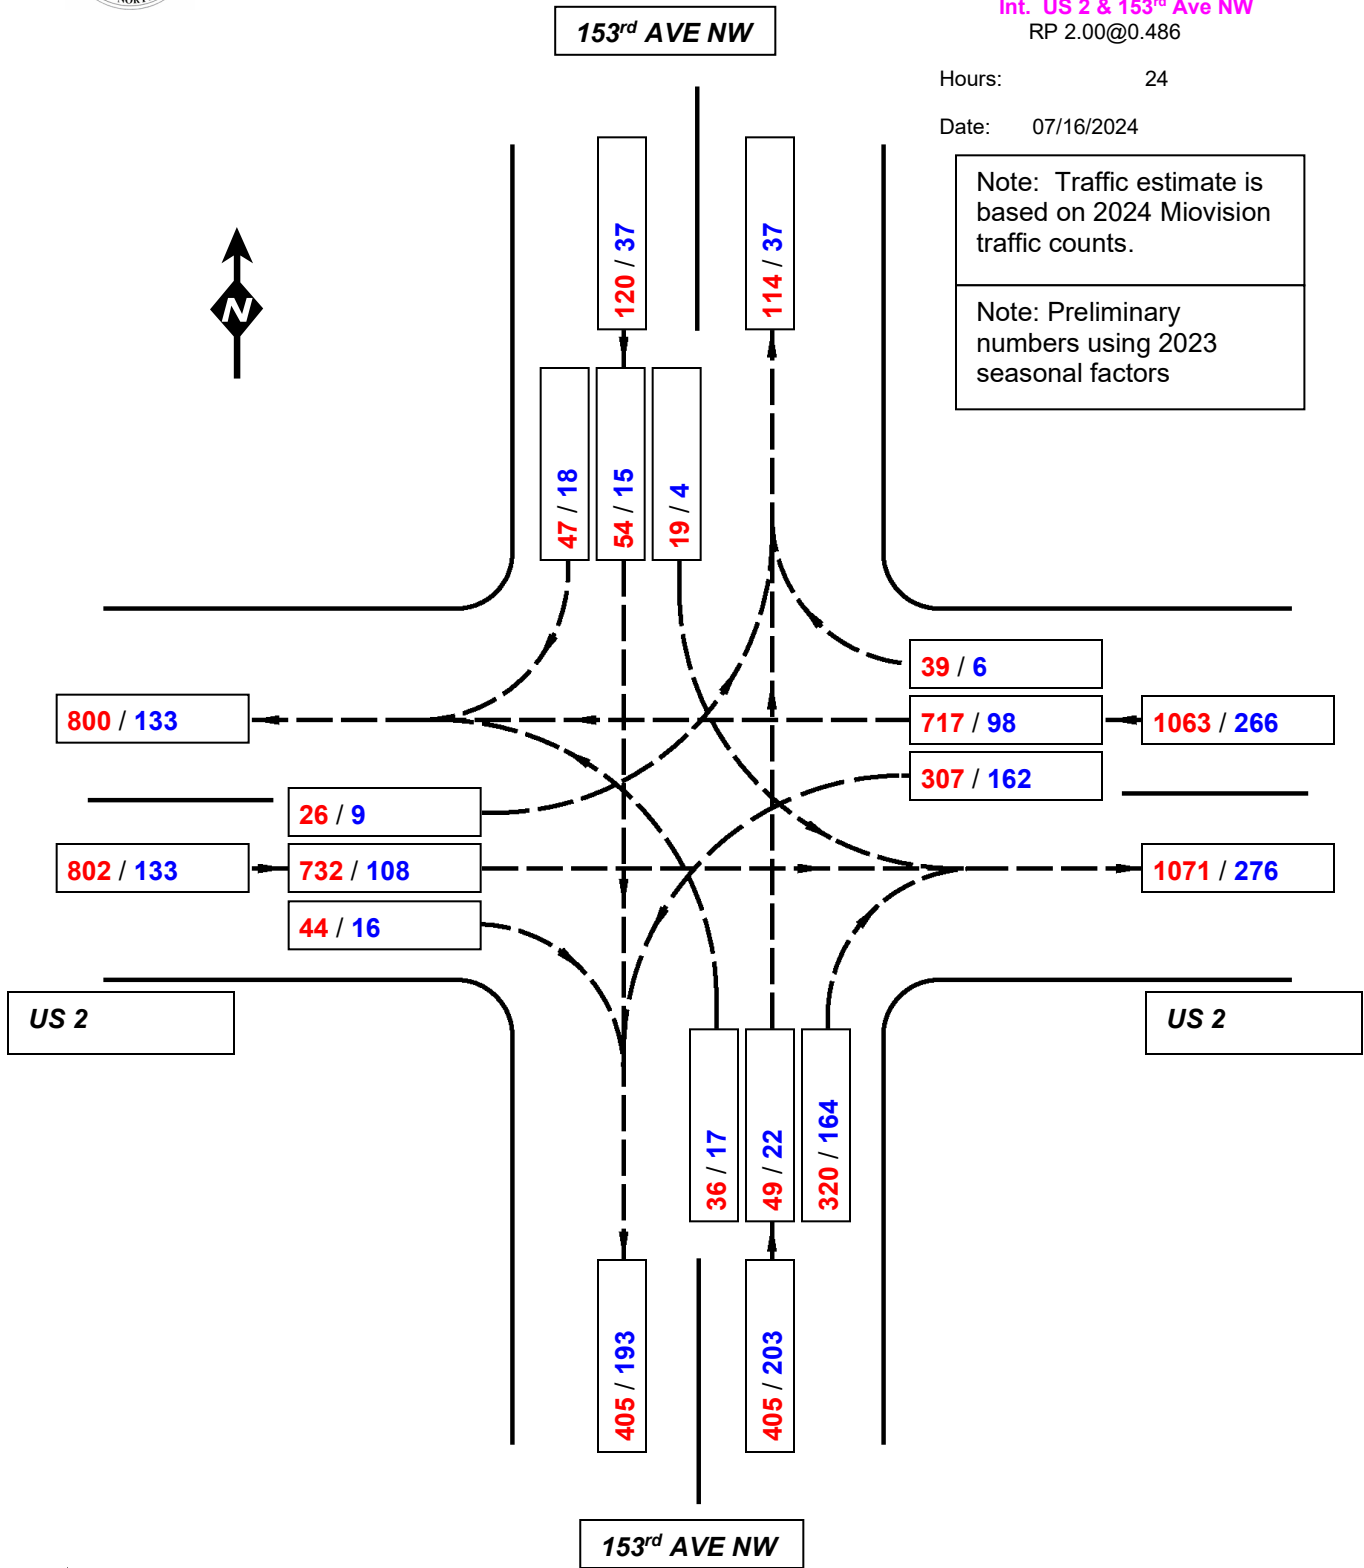 NORT
153rd AVE NW
Int. US 2 & 153rd Ave NW
RP 2.00@0.486
Hours: 24
Date: 07/16/2024
Note: Traffic estimate is
based on 2024 Miovision
traffic counts.
Note: Preliminary
numbers using 2023
seasonal factors
N
120 / 37
114 / 37
47 / 18
54 / 15
19 / 4
39 / 6
800 / 133
717 / 98
1063 / 266
307 / 162
26 / 9
802 / 133
732 / 108
1071 / 276
44 / 16
US 2
US 2
36 / 17
49 / 22
320 / 164
405 / 193
405 / 203
153rd AVE NW